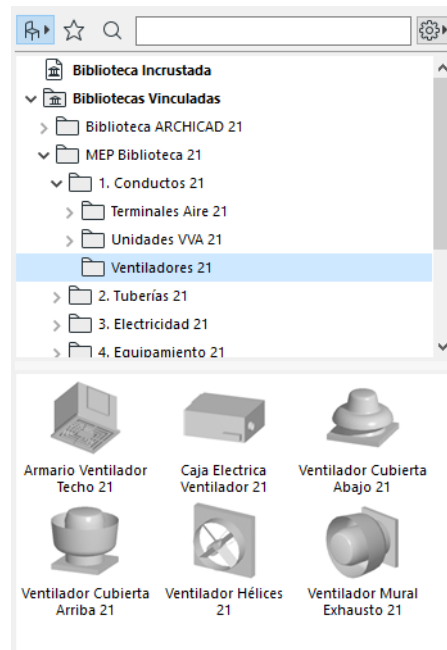 Biblioteca Incrustada
Bibliotecas Vinculadas
Biblioteca ARCHICAD 21
MEP Biblioteca 21
1. Conductos 21
Terminales Aire 21
Unidades VVA 21
Ventiladores 21
2. Tuberías 21
3. Electricidad 21
4. Equipamiento 21
Armario Ventilador
Techo 21
Caja Electrica
Ventilador 21
Ventilador Cubierta
Abajo 21
Ventilador Cubierta
Arriba 21
Ventilador Hélices
21
Ventilador Mural
Exhausto 21